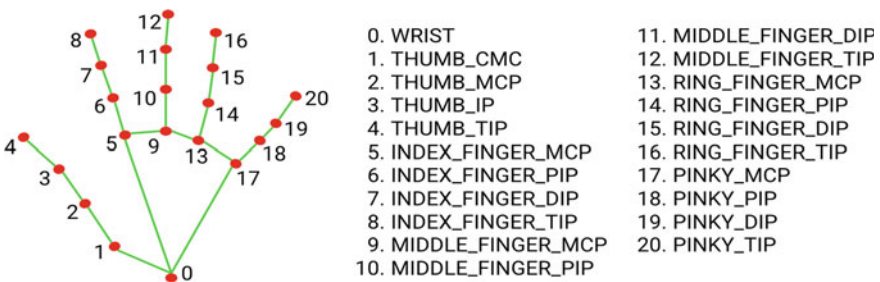 12
8
16
11
7
15
6
10
14
20
4
5
9
13
19
18
3
17
2
1
0
0. WRIST
1. THUMB_CMC
2. THUMB_MCP
3. THUMB_IP
4. THUMB_TIP
5. INDEX_FINGER_MCP
6. INDEX_FINGER_PIP
7. INDEX_FINGER_DIP
8. INDEX_FINGER_TIP
9. MIDDLE_FINGER_MCP
10. MIDDLE_FINGER_PIP
11. MIDDLE_FINGER_DIP
12. MIDDLE_FINGER_TIP
13. RING_FINGER_MCP
14. RING_FINGER_PIP
15. RING_FINGER_DIP
16. RING_FINGER_TIP
17. PINKY_MCP
18. PINKY_PIP
19. PINKY_DIP
20. PINKY_TIP